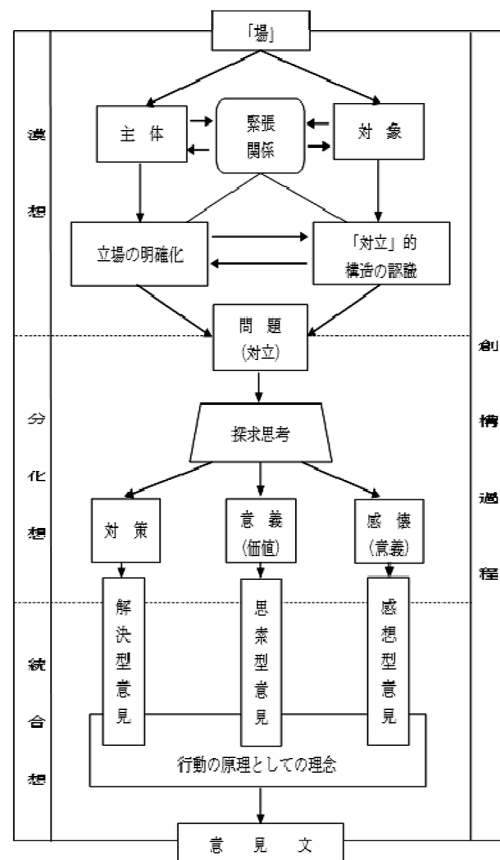 「場」
主体
緊張
関係
対象
立場の明確化
「対立」的
構造の認識
問題
(対立)
探求思考
対策
意義
(価値)
感懐
(意義)
解決型意見
思索型意見
感想型意見
行動の原理としての理念
意見文
漠想
分化想
統合想
創構過程